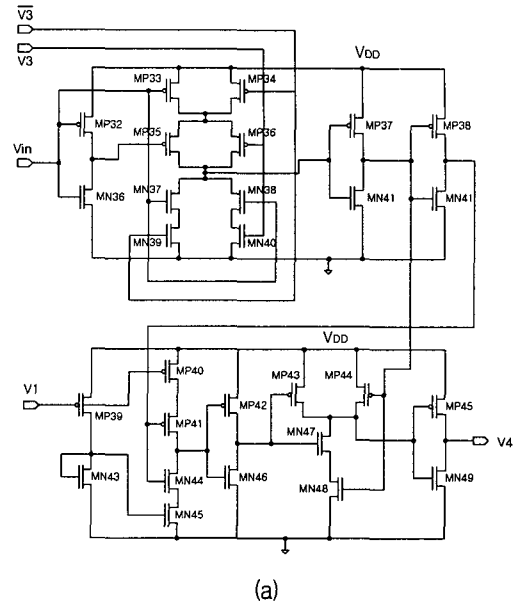 V3
V3
VDD
MP33 MP34
MP32 MP37 MP38
Vin
MP35 MP36
MN36 MN37 MN38 MN41 MN41
MN39 MN40
VDD
MP40 MP43 MP44
V1
MP39 MP42 MP45
MP41
MN47 V4
MN43 MN44 MN46 MN48 MN49
MN45
(a)